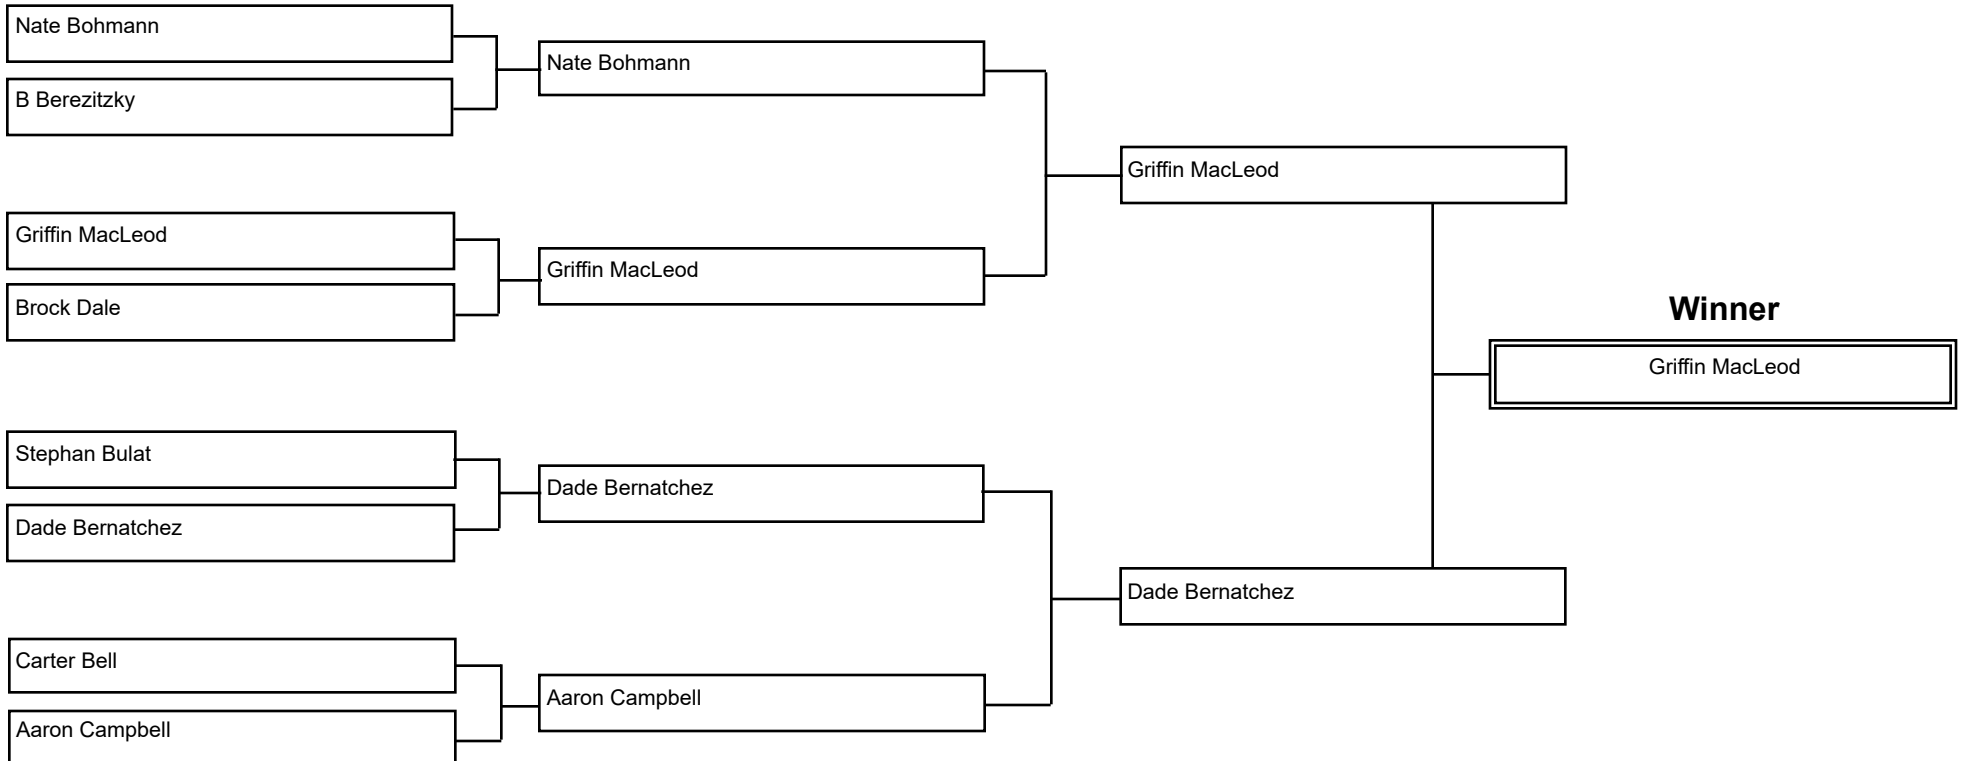 Nate Bohmann
B Berezitzky
Griffin MacLeod
Brock Dale
Stephan Bulat
Dade Bernatchez
Carter Bell
Aaron Campbell
Nate Bohmann
Griffin MacLeod
Dade Bernatchez
Aaron Campbell
Griffin MacLeod
Dade Bernatchez
Winner
Griffin MacLeod